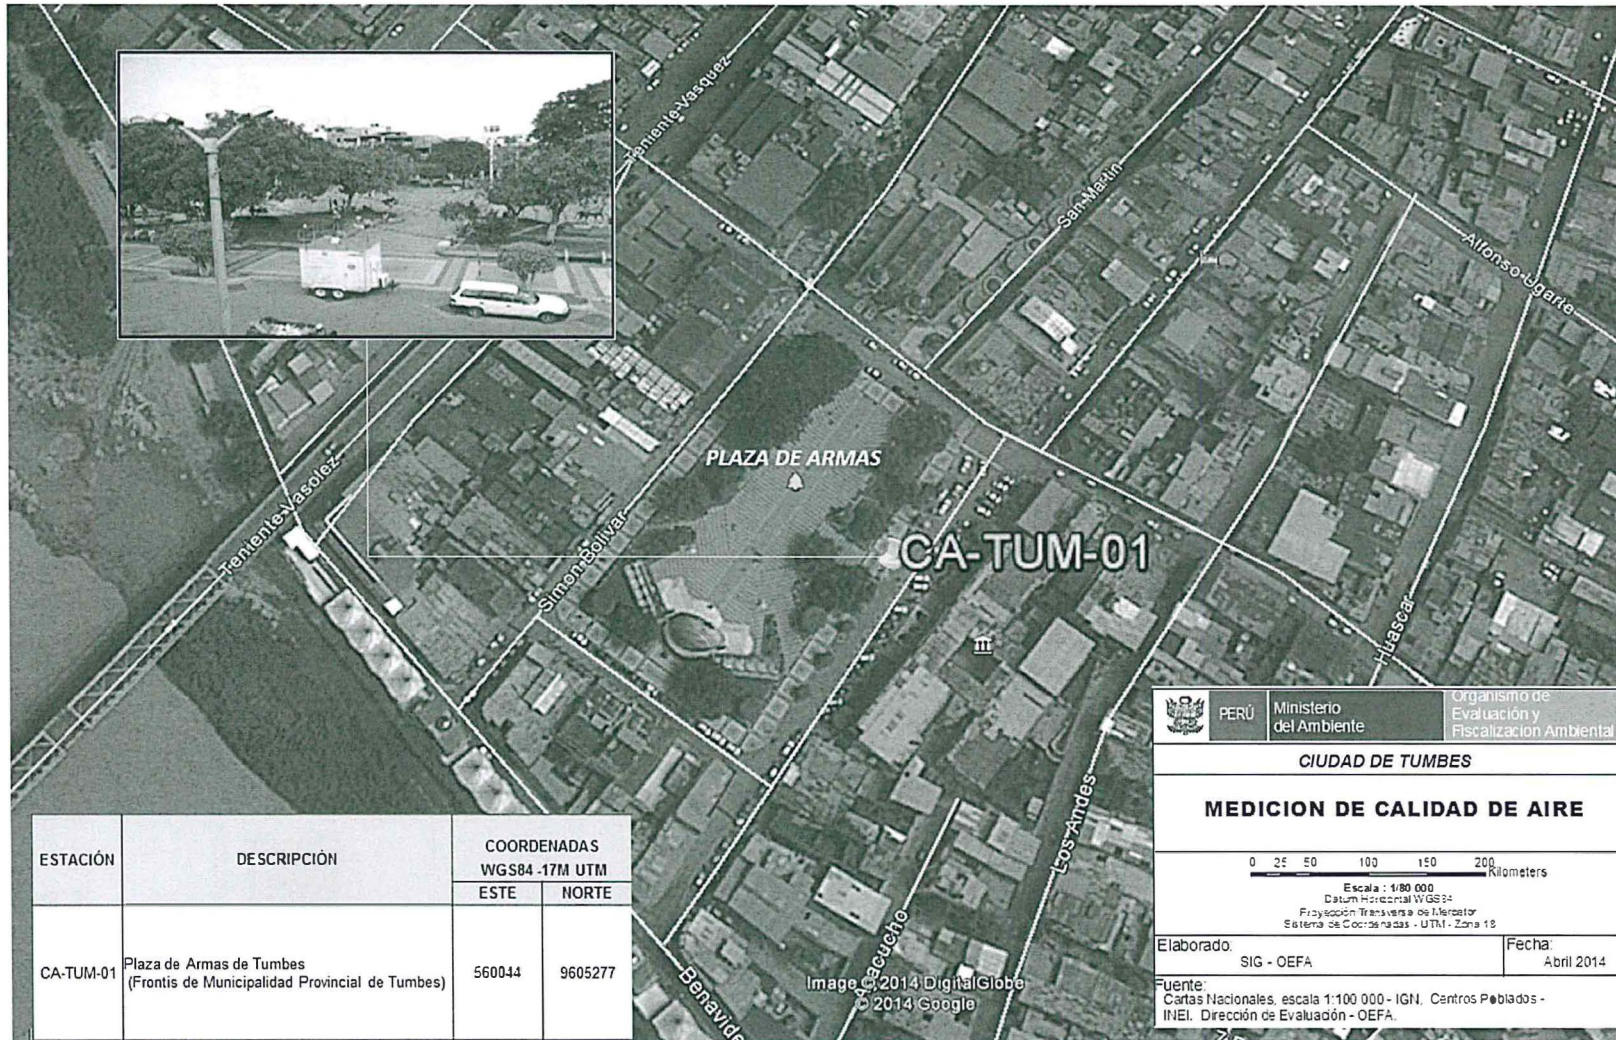 Teniente-Vasquez
San-Martin
Alfonso-Ugarte
PLAZA DE ARMAS
Teniente-Vasolez
Simon-Bolivar
CA-TUM-01
Huascar
Los-Andes
Benavide
Image © 2014 DigitalGlobe
© 2014 Google
PERÚ
Ministerio
del Ambiente
Organismo de
Evaluación y
Fiscalización Ambiental
CIUDAD DE TUMBES
MEDICION DE CALIDAD DE AIRE
0 25 50 100 150 200
Kilometers
Escala : 1/80 000
Datum Horizontal WGS84
Proyección Transversa de Mercator
Sistema de Coordenadas - UTM - Zona 18
Elaborado:
SIG - OEFA
Fecha:
Abril 2014
Fuente:
Cartas Nacionales, escala 1:100 000 - IGN, Centros Poblados -
INEI. Dirección de Evaluación - OEFA.
ESTACIÓN
DESCRIPCIÓN
COORDENADAS
WGS84 -17M UTM
ESTE
NORTE
CA-TUM-01
Plaza de Armas de Tumbes
(Frontis de Municipalidad Provincial de Tumbes)
560044
9605277